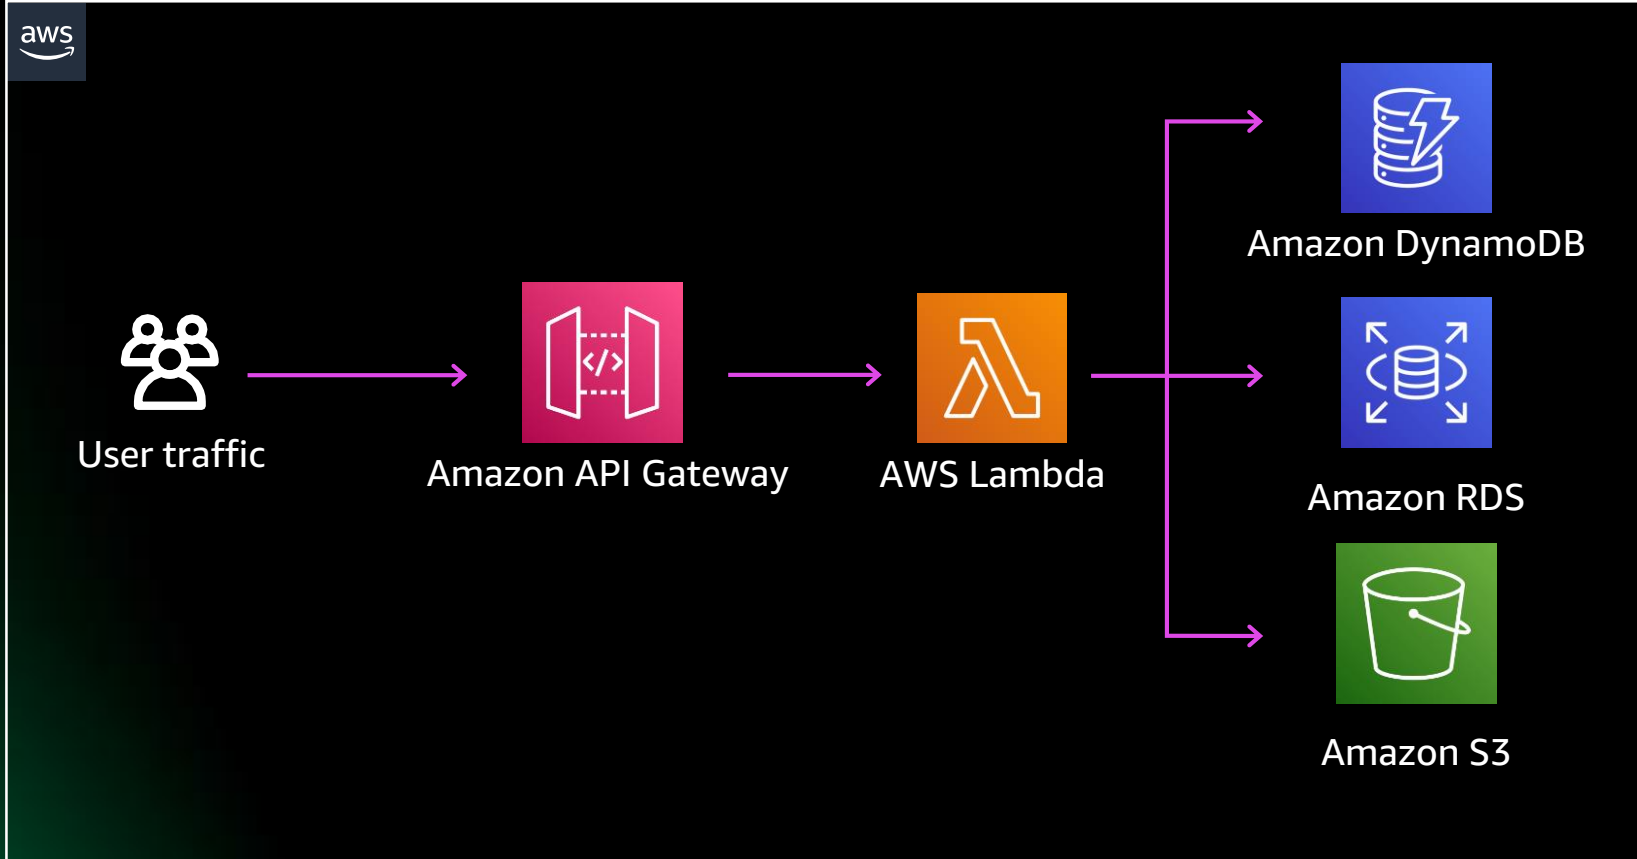 aws
User traffic
Amazon API Gateway
</>
AWS Lambda
Amazon DynamoDB
Amazon RDS
Amazon S3